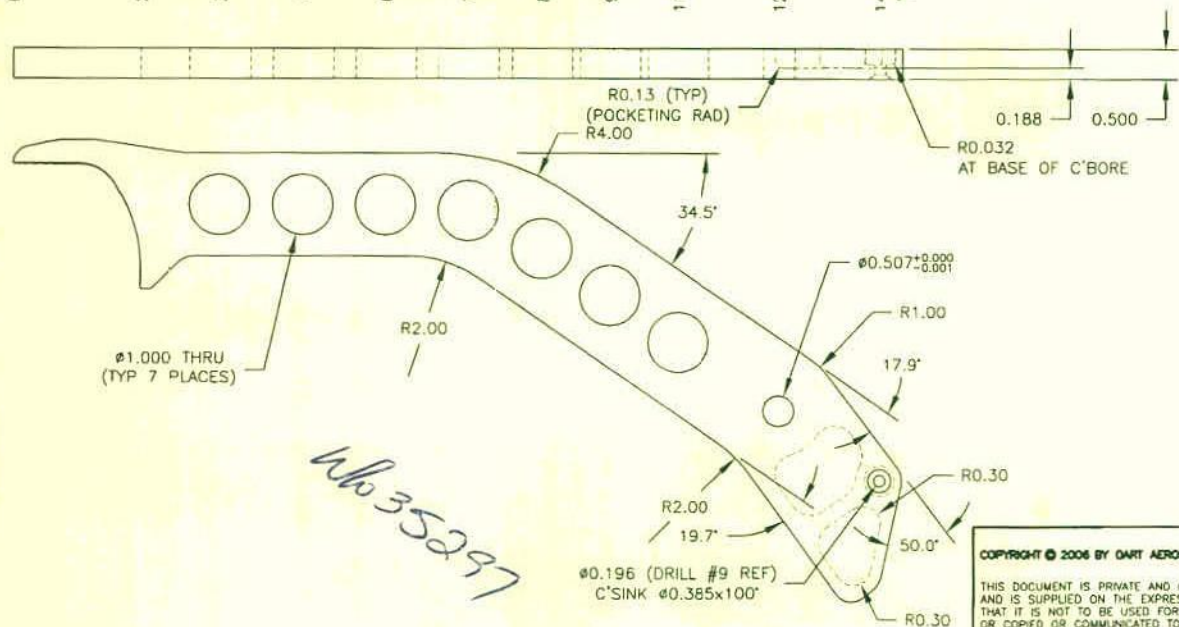 R0.13 (TYP)
(POCKETING RAD)
R4.00
0.188
0.500
R0.032
AT BASE OF C'BORE
34.5°
ø0.507+0.000
-0.001
R1.00
R2.00
17.9°
ø1.000 THRU
(TYP 7 PLACES)
R0.30
R2.00
19.7°
50.0°
ø0.196 (DRILL #9 REF)
C'SINK ø0.385x100°
R0.30
35297
COPYRIGHT © 2006 BY DART AERO
THIS DOCUMENT IS PRIVATE AND
AND IS SUPPLIED ON THE EXPRES
THAT IT IS NOT TO BE USED FOR
OR COPIED OR COMMUNICATED TO